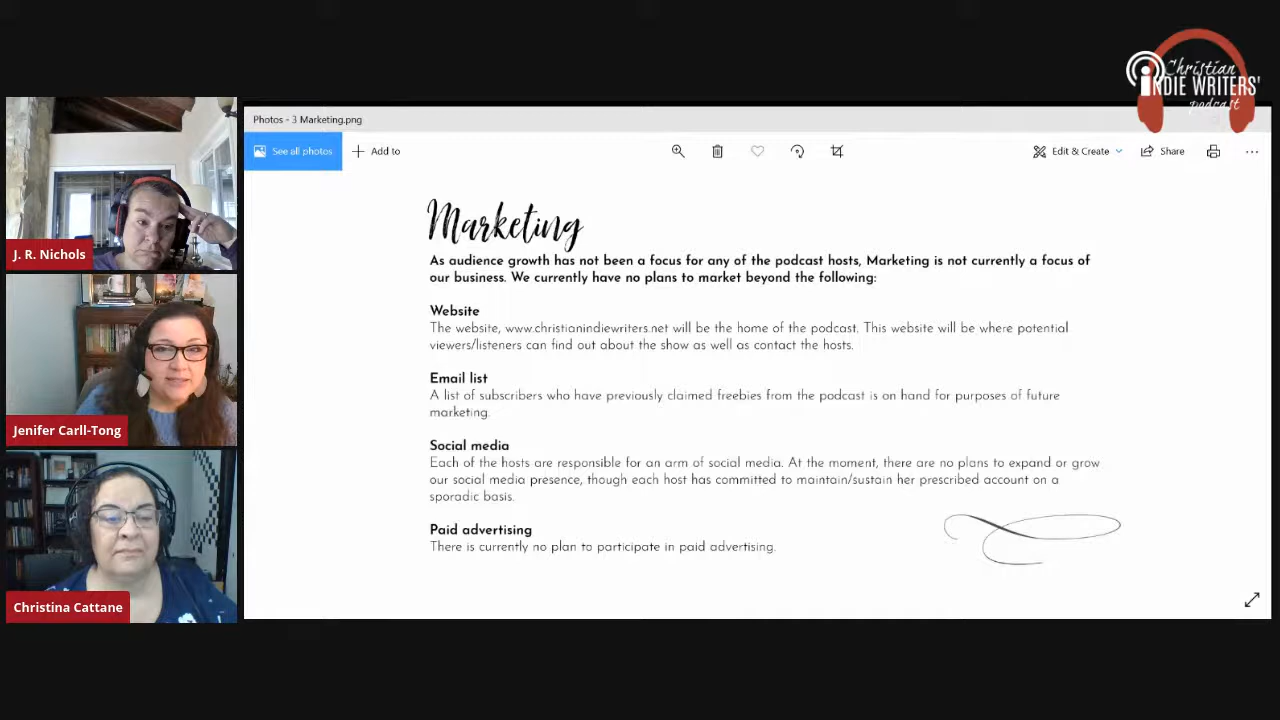 Christian
INDIE WRITERS'
podcast
Photos - 3 Marketing.png
See all photos
Add to
Edit & Create
Share
Marketing
As audience growth has not been a focus for any of the podcast hosts, Marketing is not currently a focus of
our business. We currently have no plans to market beyond the following:
Website
The website, www.christianindiewriters.net will be the home of the podcast. This website will be where potential
viewers/listeners can find out about the show as well as contact the hosts.
Email list
A list of subscribers who have previously claimed freebies from the podcast is on hand for purposes of future
marketing.
Social media
Each of the hosts are responsible for an arm of social media. At the moment, there are no plans to expand or grow
our social media presence, though each host has committed to maintain/sustain her prescribed account on a
sporadic basis.
Paid advertising
There is currently no plan to participate in paid advertising.
J. R. Nichols
Jenifer Carll-Tong
Christina Cattane